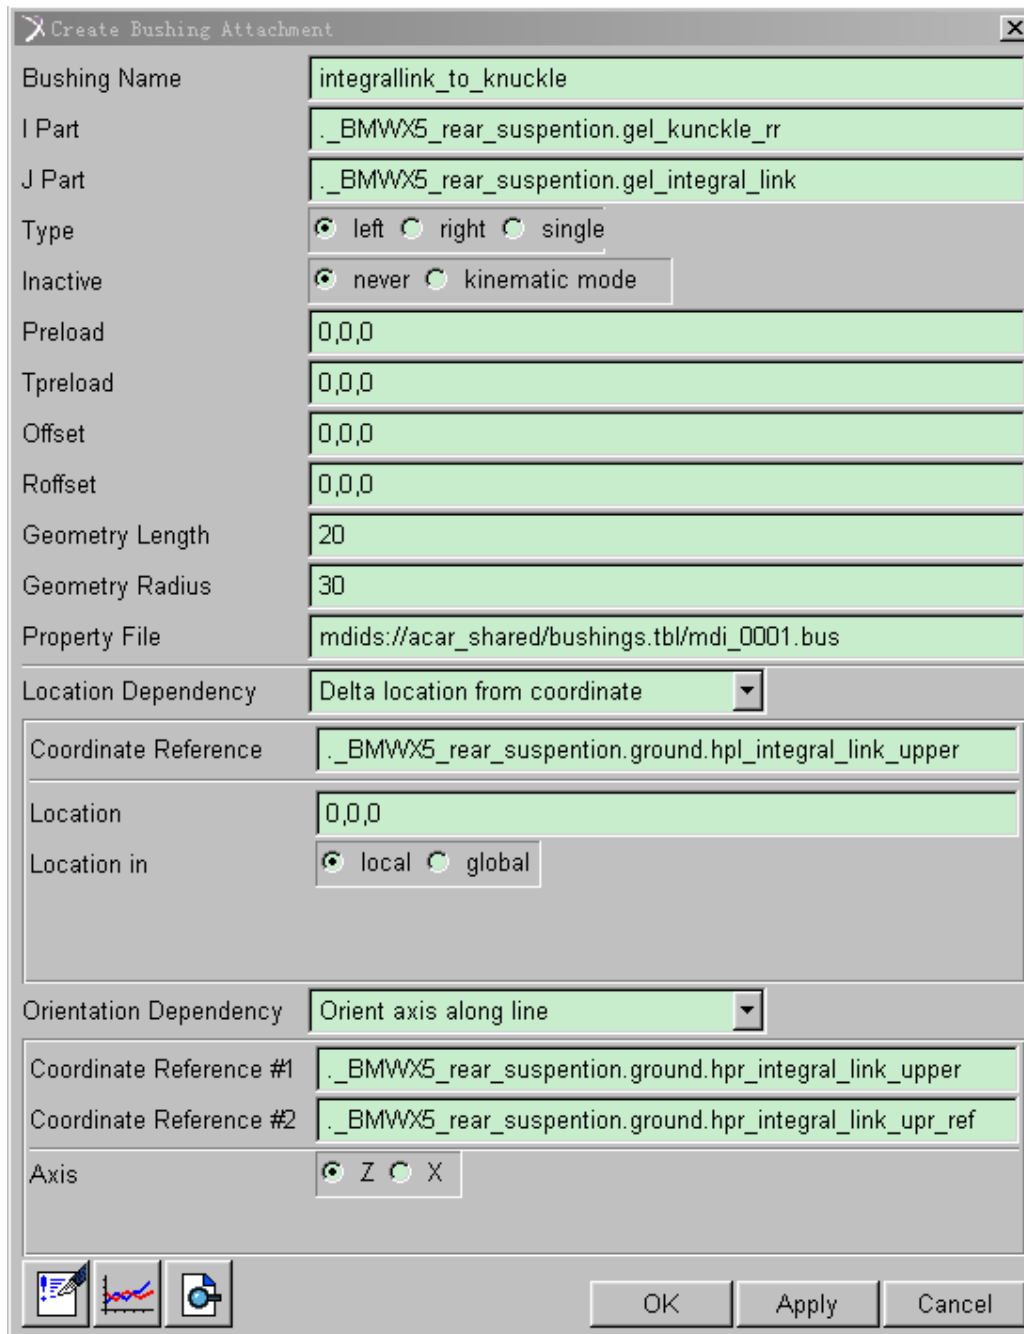 Create Bushing Attachment
Bushing Name integrallink_to_knuckle
I Part ._BMWX5_rear_suspention.gel_kunckle_rr
J Part ._BMWX5_rear_suspention.gel_integral_link
Type left right single
Inactive never kinematic mode
Preload 0,0,0
Tpreload 0,0,0
Offset 0,0,0
Roffset 0,0,0
Geometry Length 20
Geometry Radius 30
Property File mdids://acar_shared/bushings.tbl/mdi_0001.bus
Location Dependency Delta location from coordinate
Coordinate Reference ._BMWX5_rear_suspention.ground.hpl_integral_link_upper
Location 0,0,0
Location in local global
Orientation Dependency Orient axis along line
Coordinate Reference #1 ._BMWX5_rear_suspention.ground.hpr_integral_link_upper
Coordinate Reference #2 ._BMWX5_rear_suspention.ground.hpr_integral_link_upr_ref
Axis Z X
OK Apply Cancel